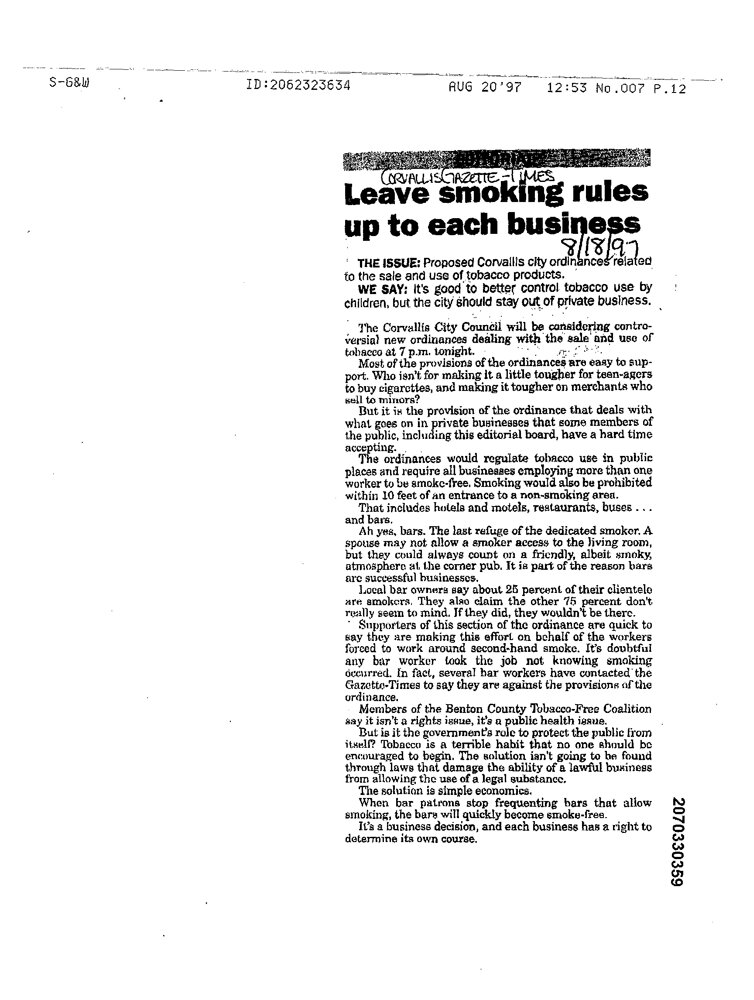 S-G&W ID:2062323634 AUG 20'97 12:53 No.007 P.12
EDITORIALS
CORVALLIS GAZETTE-TIMES
Leave smoking rules
up to each business
8/18/97
THE ISSUE: Proposed Corvallis city ordinances related
to the sale and use of tobacco products.
WE SAY: It's good to better control tobacco use by
children, but the city should stay out of private business.
The Corvallis City Council will be considering contro-
versial new ordinances dealing with the sale and use of
tobacco at 7 p.m. tonight.
Most of the provisions of the ordinances are easy to sup-
port. Who isn't for making it a little tougher for teen-agers
to buy cigarettes, and making it tougher on merchants who
sell to minors?
But it is the provision of the ordinance that deals with
what goes on in private businesses that some members of
the public, including this editorial board, have a hard time
accepting.
The ordinances would regulate tobacco use in public
places and require all businesses employing more than one
worker to be smoke-free. Smoking would also be prohibited
within 10 feet of an entrance to a non-smoking area.
That includes hotels and motels, restaurants, buses . . .
and bars.
Ah yes, bars. The last refuge of the dedicated smoker. A
spouse may not allow a smoker access to the living room,
but they could always count on a friendly, albeit smoky,
atmosphere at the corner pub. It is part of the reason bars
are successful businesses.
Local bar owners say about 25 percent of their clientele
are smokers. They also claim the other 75 percent don't
really seem to mind. If they did, they wouldn't be there.
Supporters of this section of the ordinance are quick to
say they are making this effort on behalf of the workers
forced to work around second-hand smoke. It's doubtful
any bar worker took the job not knowing smoking
occurred. In fact, several bar workers have contacted the
Gazette-Times to say they are against the provisions of the
ordinance.
Members of the Benton County Tobacco-Free Coalition
say it isn't a rights issue, it's a public health issue.
But is it the government's role to protect the public from
itself? Tobacco is a terrible habit that no one should be
encouraged to begin. The solution isn't going to be found
through laws that damage the ability of a lawful business
from allowing the use of a legal substance.
The solution is simple economics.
When bar patrons stop frequenting bars that allow
smoking, the bars will quickly become smoke-free.
It's a business decision, and each business has a right to
determine its own course.
2070330359